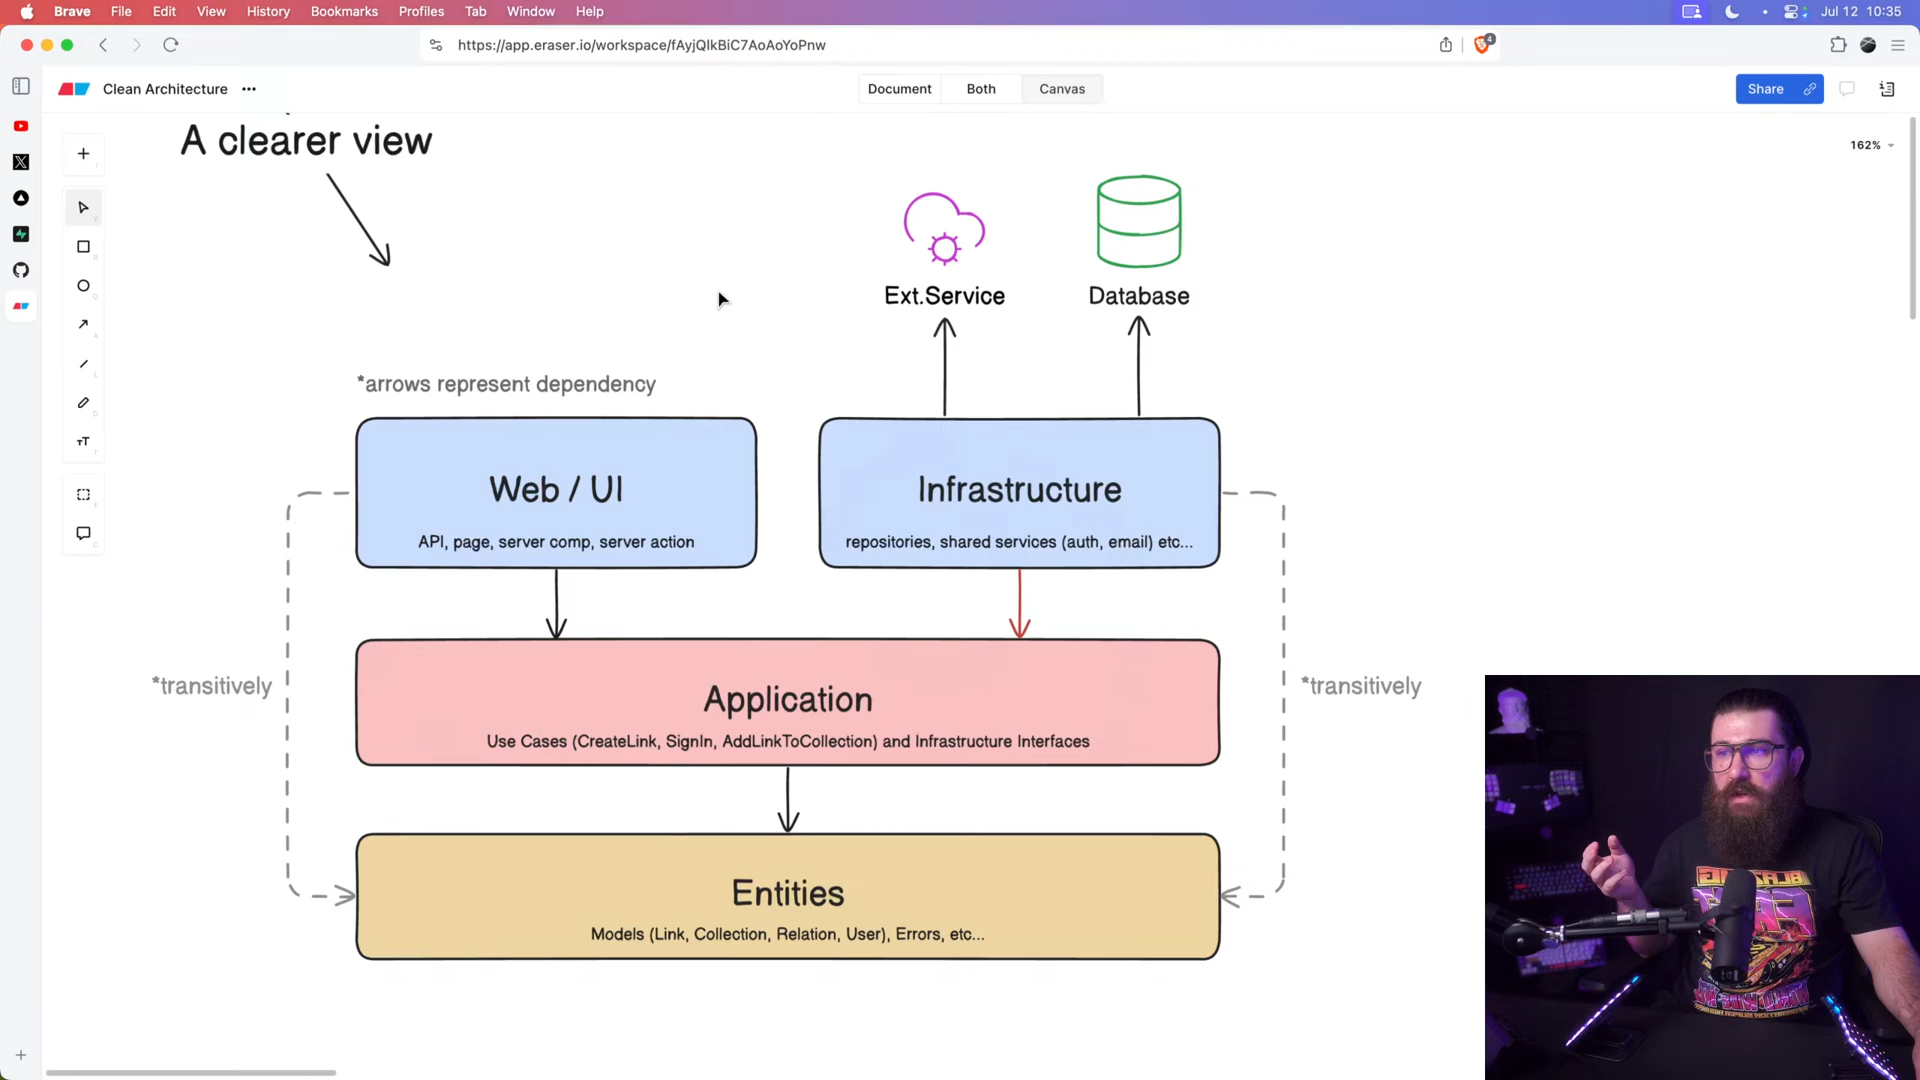 Brave File Edit View History Bookmarks Profiles Tab Window Help
Jul 12 10:35
https://app.eraser.io/workspace/fAyjQIkBiC7AoAoYoPnw
4
Clean Architecture
Document Both Canvas
Share
162%
A clearer view
Ext.Service
Database
*arrows represent dependency
Web / UI
API, page, server comp, server action
Infrastructure
repositories, shared services (auth, email) etc...
*transitively
*transitively
Application
Use Cases (CreateLink, SignIn, AddLinkToCollection) and Infrastructure Interfaces
Entities
Models (Link, Collection, Relation, User), Errors, etc...